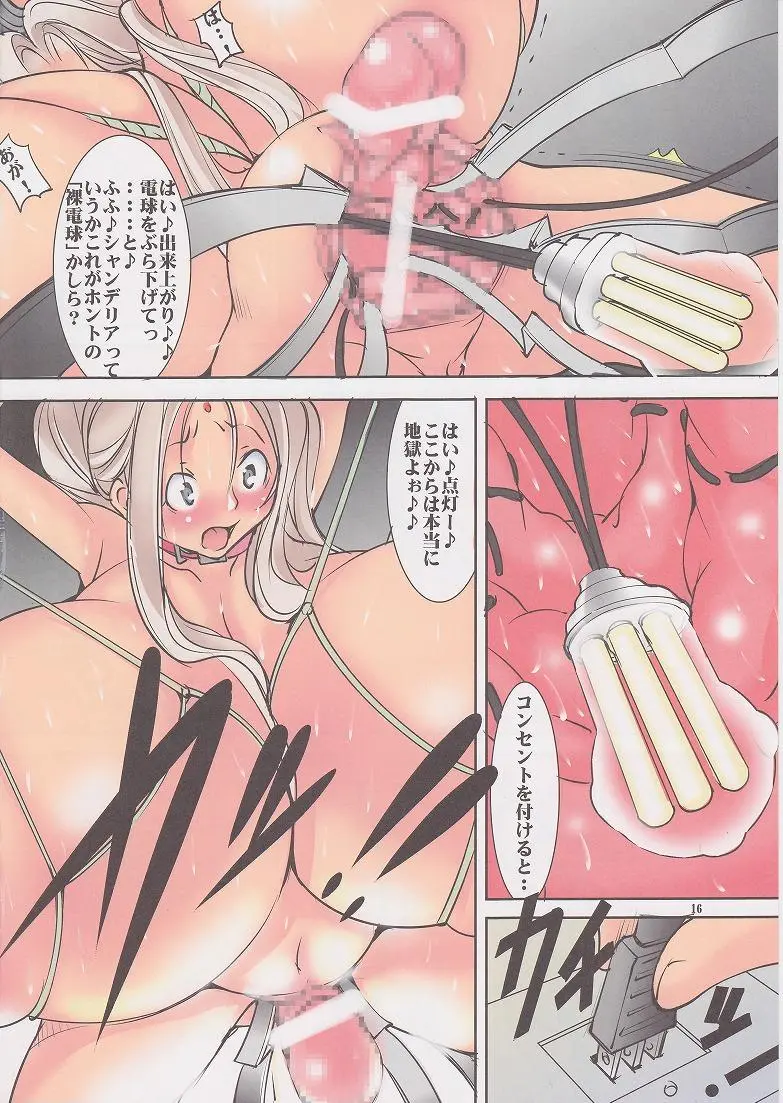 は…!
おが!
はい♪出来上がり♪♪
電球をぶら下げてっ
・・・・と♪
ふふ♪シャンデリアって
いうかこれがホントの
「裸電球」かしら?
コンセントを付けると・・
16
カチッ
はい♪点灯ー♪
ここからは本当に
地獄よぉ♪♪
カッ!!